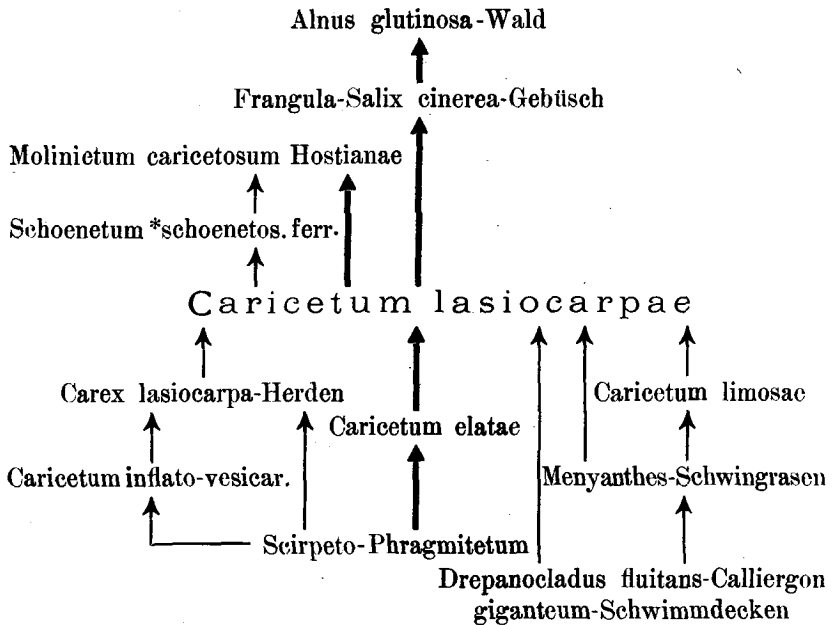 Alnus glutinosa-Wald
Frangula-Salix cinerea-Gebüsch
Molinietum caricetosum Hostianae
Schoenetum *schoenetos. ferr.
Caricetum lasiocarpae
Carex lasiocarpa-Herden
Caricetum limosae
Caricetum elatae
Caricetum inflato-vesicar.
Menyanthes-Schwingrasen
Scirpeto-Phragmitetum
Drepanocladus fluitans-Calliergon
giganteum-Schwimmdecken